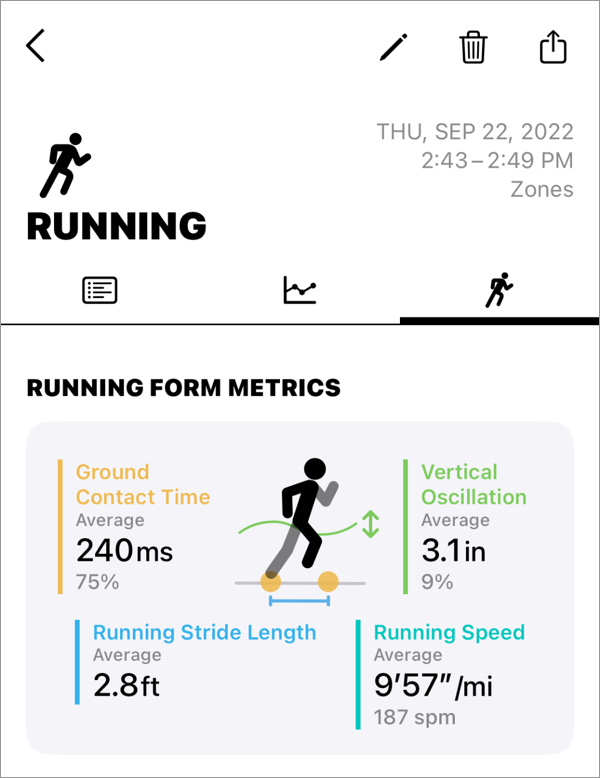 THU, SEP 22, 2022
2:43–2:49 PM
Zones
RUNNING
RUNNING FORM METRICS
Ground
Contact Time
Average
240ms
75%
Vertical
Oscillation
Average
3.1in
9%
Running Stride Length
Average
2.8ft
Running Speed
Average
9′57″/mi
187 spm